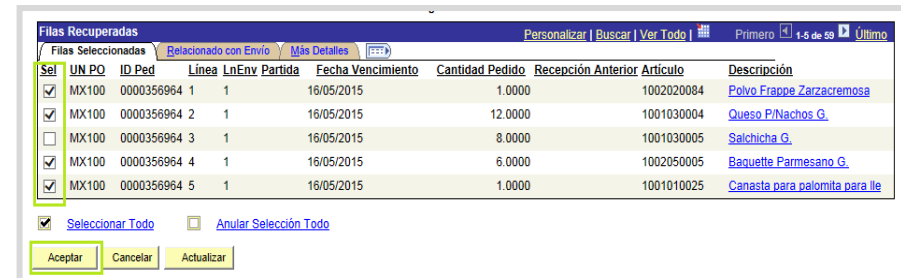 Filas Recuperadas Personalizar | Buscar | Ver Todo | Primero 1-5 de 59 Último
Filas Seleccionadas Relacionado con Envío Más Detalles
Sel UN PO ID Ped Línea LnEnv Partida Fecha Vencimiento Cantidad Pedido Recepción Anterior Artículo Descripción
MX100 0000356964 1 1 16/05/2015 1.0000 1002020084 Polvo Frappe Zarzacremosa
MX100 0000356964 2 1 16/05/2015 12.0000 1001030004 Queso P/Nachos G.
MX100 0000356964 3 1 16/05/2015 8.0000 1001030005 Salchicha G.
MX100 0000356964 4 1 16/05/2015 6.0000 1002050005 Baguette Parmesano G.
MX100 0000356964 5 1 16/05/2015 1.0000 1001010025 Canasta para palomita para lle
Seleccionar Todo Anular Selección Todo
Aceptar Cancelar Actualizar